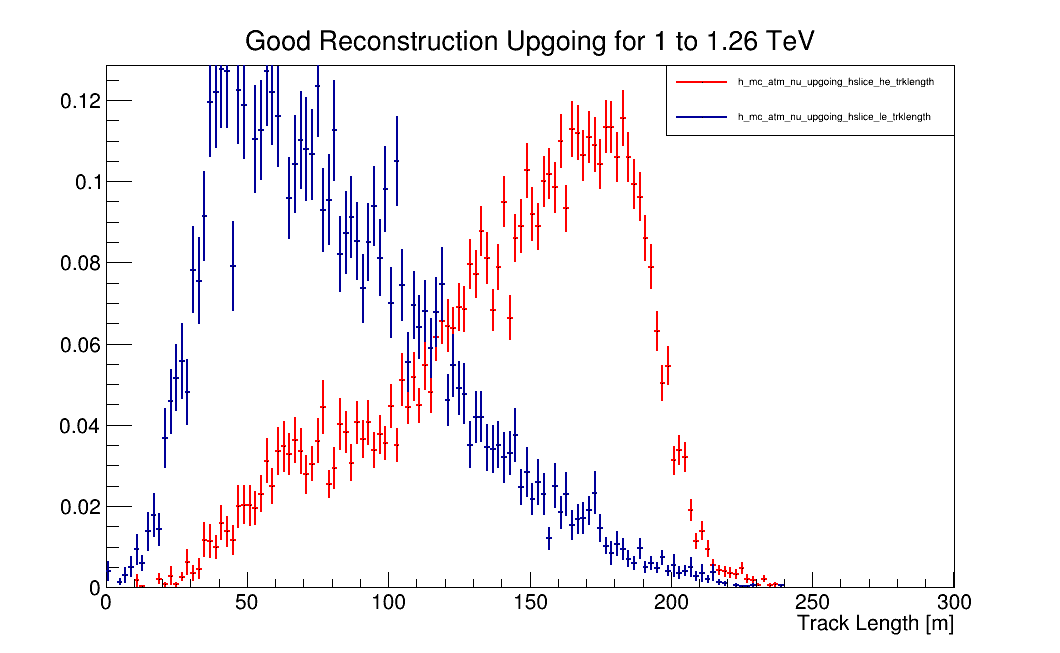 Good Reconstruction Upgoing for 1 to 1.26 TeV
h_mc_atm_nu_upgoing_hslice_he_trklength
h_mc_atm_nu_upgoing_hslice_le_trklength
0.12
0.1
0.08
0.06
0.04
0.02
0
0 50 100 150 200 250 300
Track Length [m]